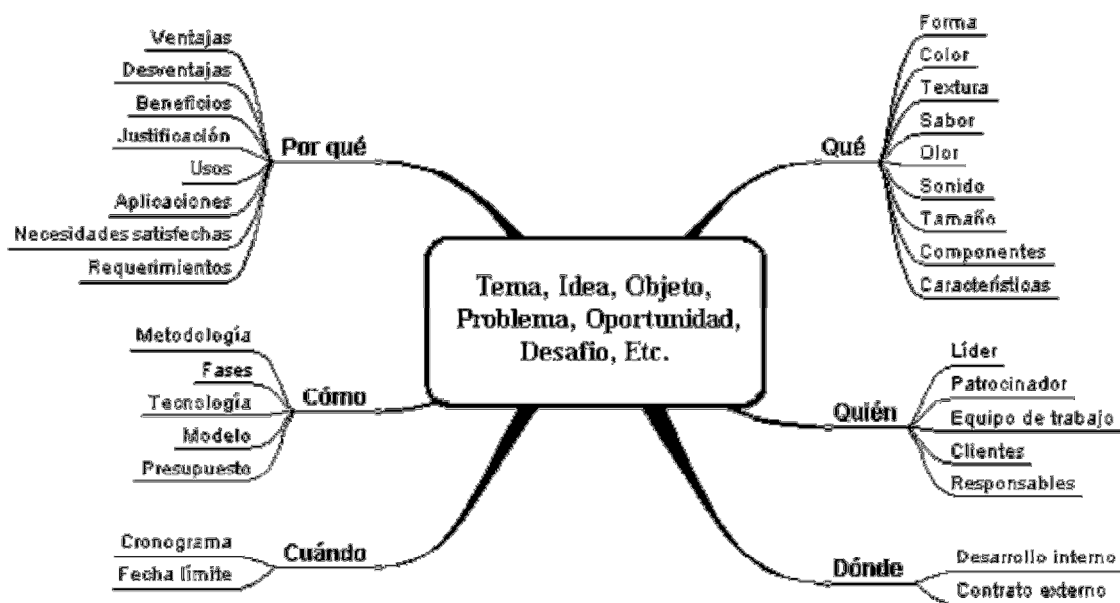 Tema, Idea, Objeto,
Problema, Oportunidad,
Desafío, Etc.
Por qué
Ventajas
Desventajas
Beneficios
Justificación
Usos
Aplicaciones
Necesidades satisfechas
Requerimientos
Cómo
Metodología
Fases
Tecnología
Modelo
Presupuesto
Cuándo
Cronograma
Fecha límite
Qué
Forma
Color
Textura
Sabor
Olor
Sonido
Tamaño
Componentes
Características
Quién
Líder
Patrocinador
Equipo de trabajo
Clientes
Responsables
Dónde
Desarrollo interno
Contrato externo